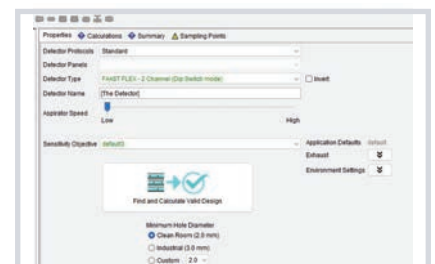 Properties Calculations Summary Sampling Points
Detector Protocols Standard
Detector Panels
Detector Type FAAST FLEX - 2 Channel (Dip Switch mode) Invert
Detector Name [The Detector]
Aspirator Speed
Low High
Sensitivity Objective default3 Application Defaults default
Exhaust
Environment Settings
Find and Calculate Valid Design
Minimum Hole Diameter
Clean Room (2.0 mm)
Industrial (3.0 mm)
Custom 2.0